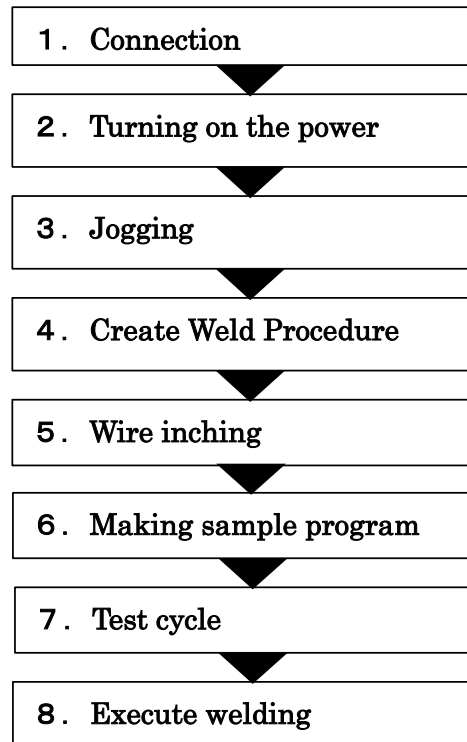 1. Connection
2. Turning on the power
3. Jogging
4. Create Weld Procedure
5. Wire inching
6. Making sample program
7. Test cycle
8. Execute welding